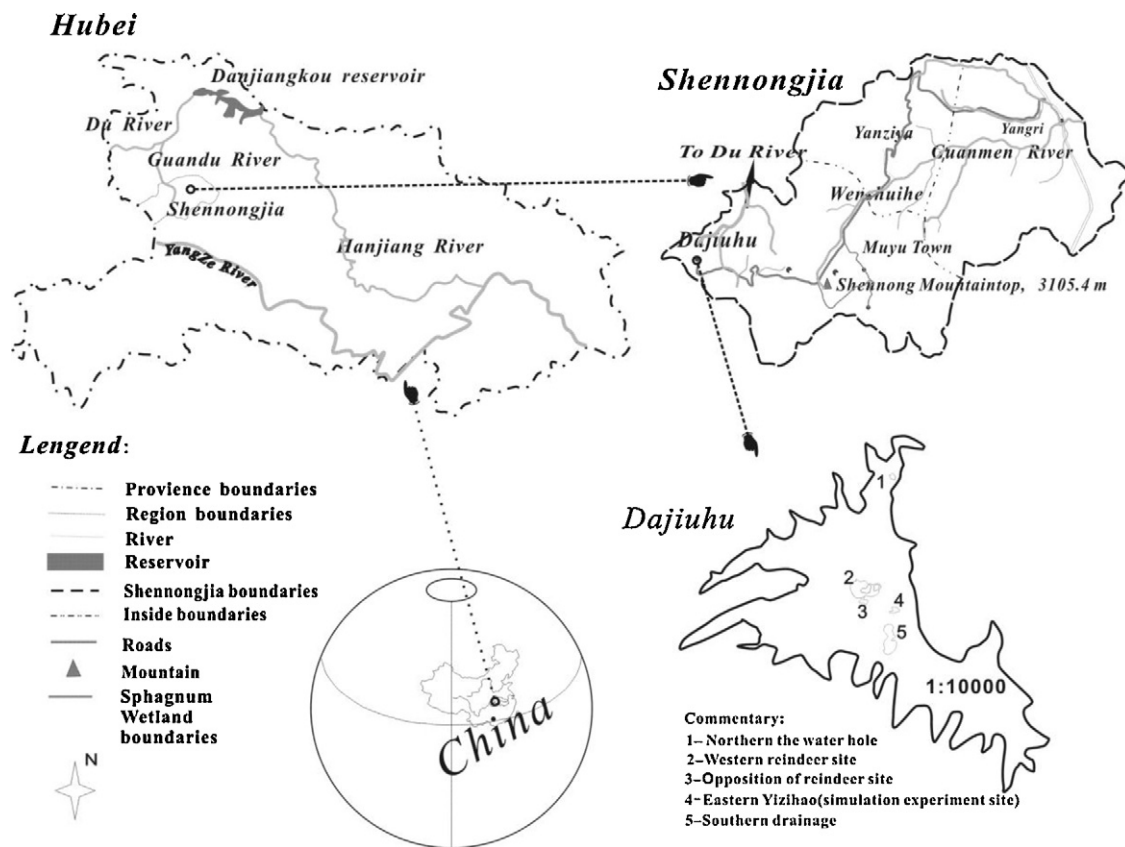 Hubei
Danjiangkou reservoir
Du River
Guandu River
Shennongjia
Hanjiang River
YangZe River
Shennongjia
Yanziya
Yangri
To Du River
Guanmen River
Wenshuihe
Dajiuhu
Muyu Town
Shennong Mountaintop, 3105.4 m
Lengend:
Provience boundaries
Region boundaries
River
Reservoir
Shennongjia boundaries
Inside boundaries
Roads
Mountain
Sphagnum
Wetland
boundaries
N
China
Dajiuhu
1
2
3
4
5
1:10000
Commentary:
1–Northern the water hole
2–Western reindeer site
3–Opposition of reindeer site
4–Eastern Yizihao(simulation experiment site)
5–Southern drainage